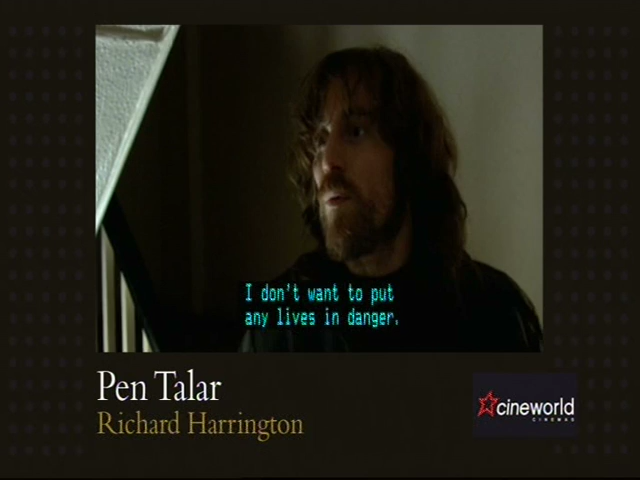 I don't want to put
any lives in danger.
Pen Talar
Richard Harrington
cineworld
CINEMAS